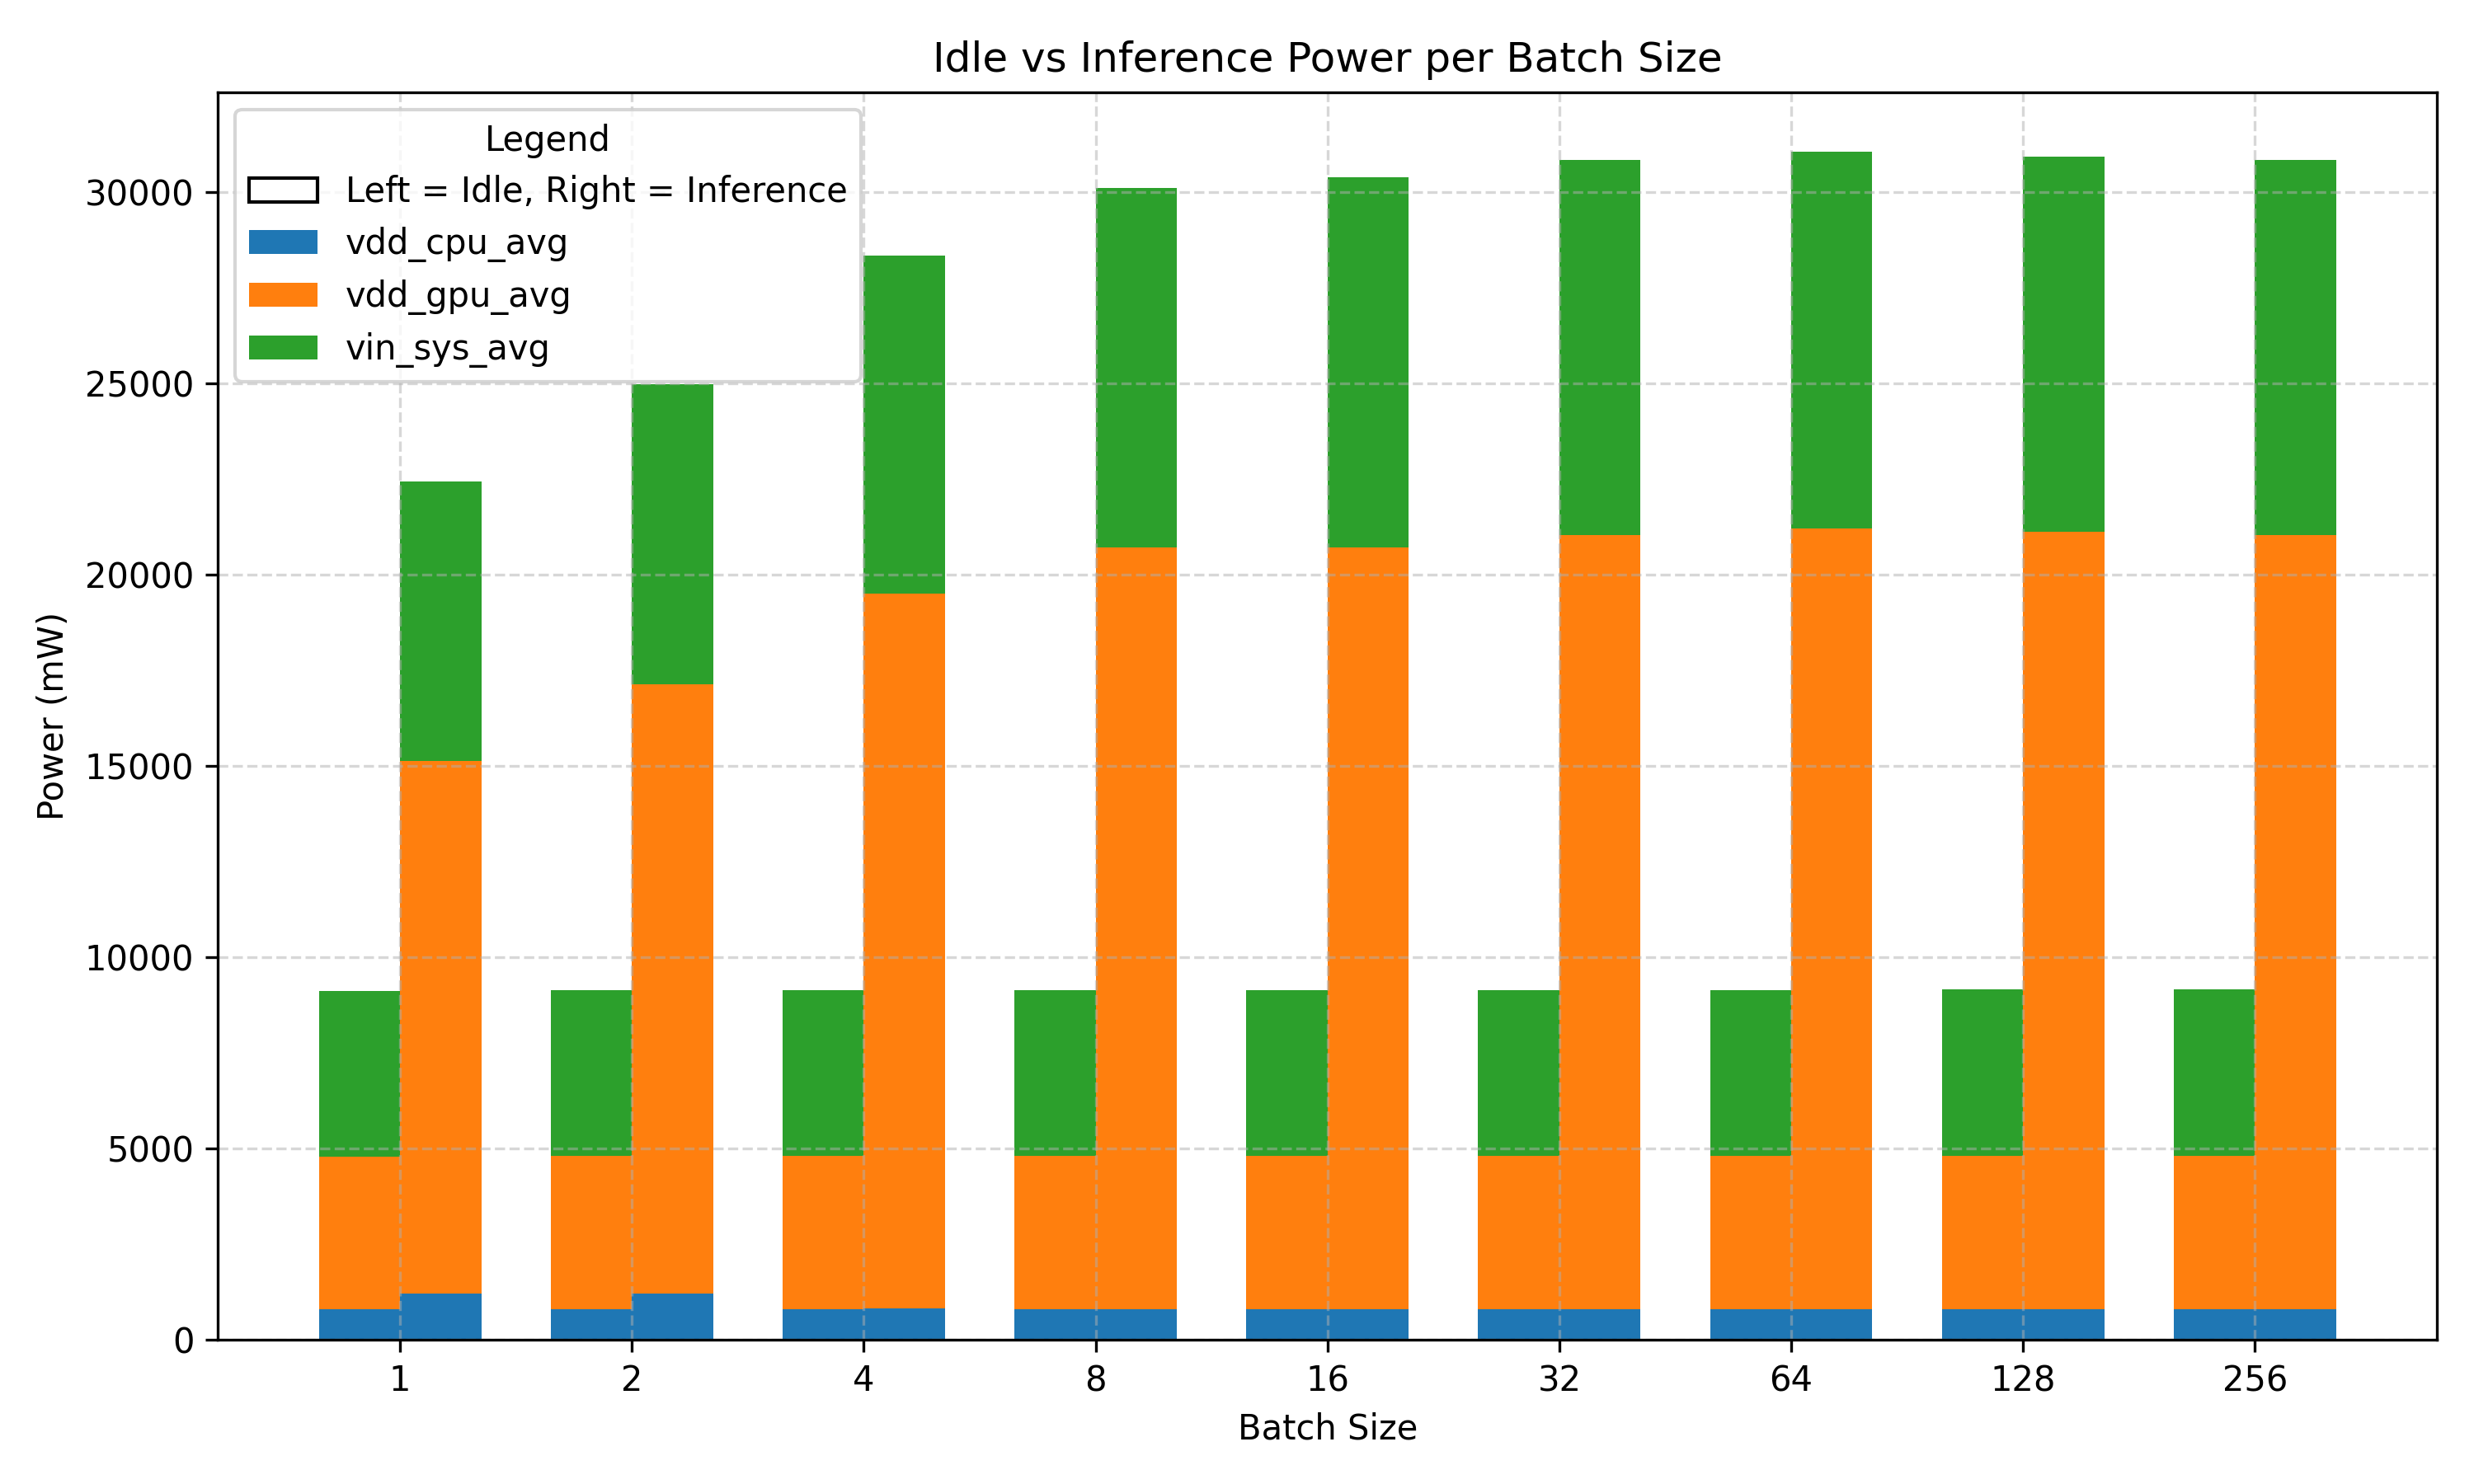 Idle vs Inference Power per Batch Size
Legend
Left = Idle, Right = Inference
vdd_cpu_avg
vdd_gpu_avg
vin_sys_avg
30000
25000
20000
15000
10000
5000
0
Power (mW)
1 2 4 8 16 32 64 128 256
Batch Size